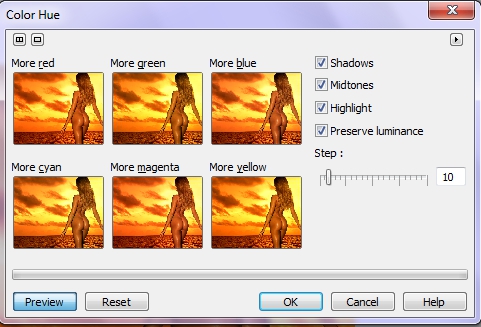 Color Hue
More red
More green
More blue
Shadows
Midtones
Highlight
Preserve luminance
More cyan
More magenta
More yellow
Step :
10
Preview
Reset
OK
Cancel
Help